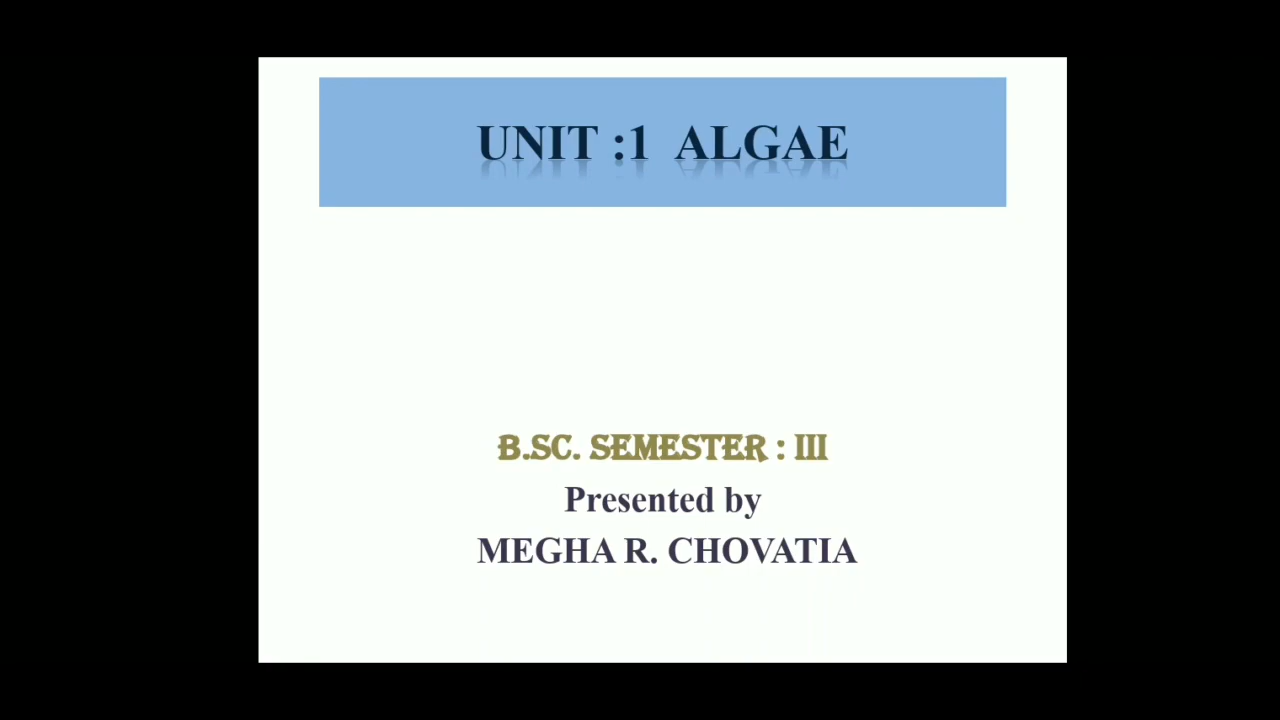 UNIT :1 ALGAE
B.SC. SEMESTER : III
Presented by
MEGHA R. CHOVATIA